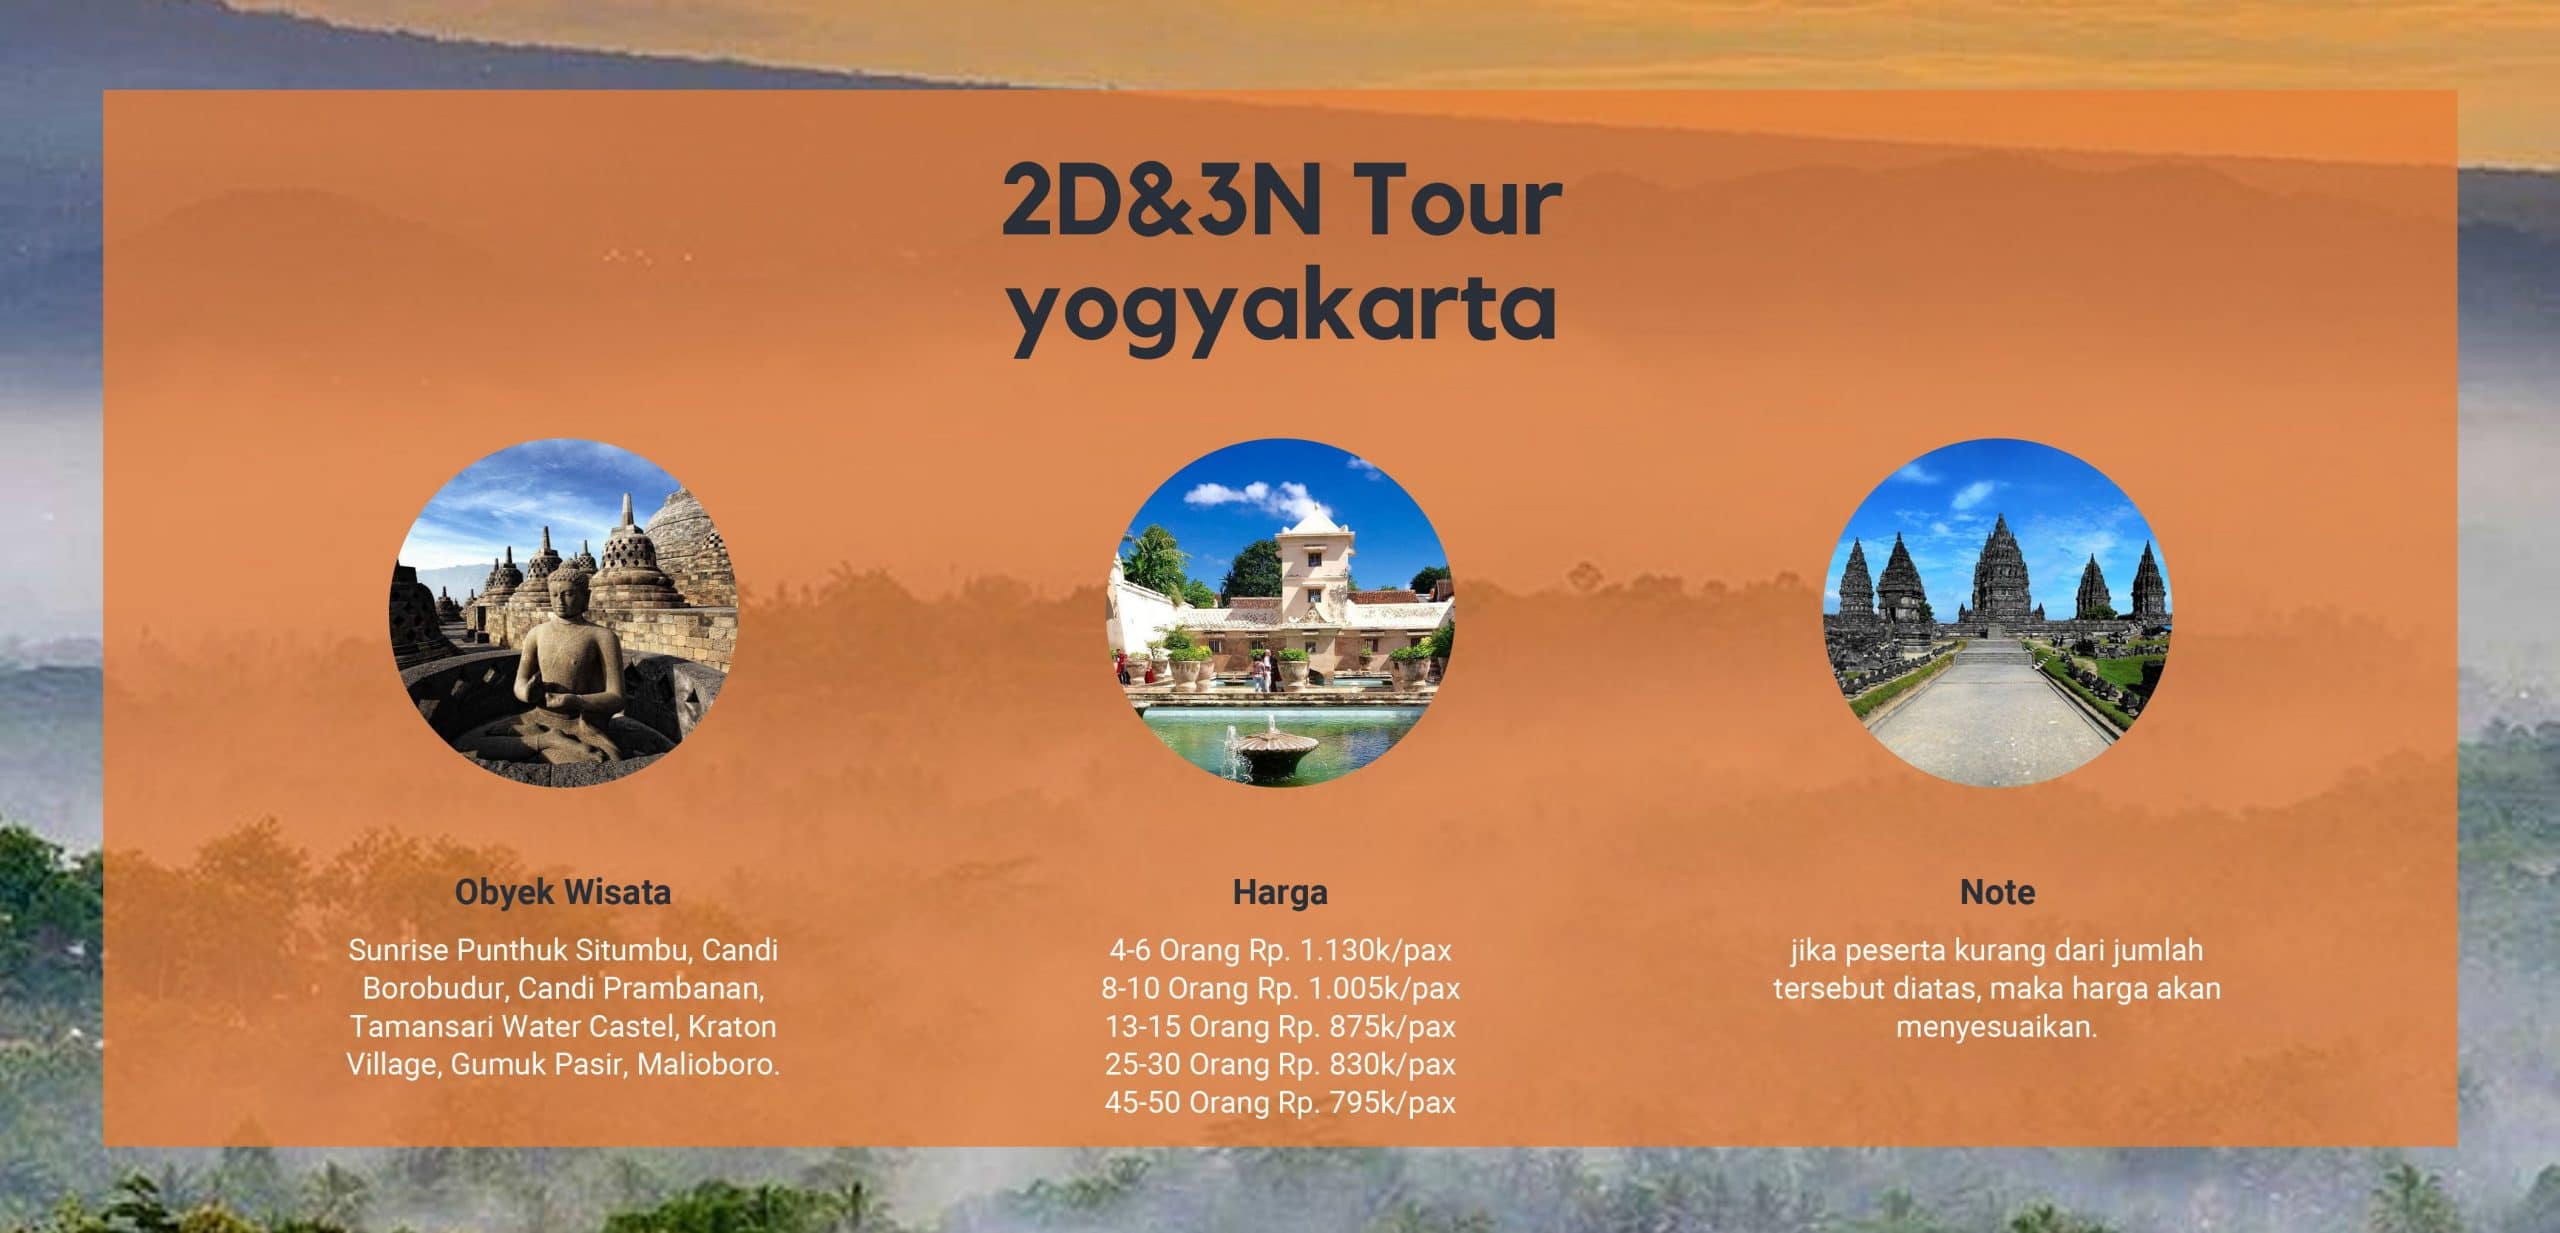 2D&3N Tour
yogyakarta
Obyek Wisata
Sunrise Punthuk Situmbu, Candi
Borobudur, Candi Prambanan,
Tamansari Water Castel, Kraton
Village, Gumuk Pasir, Malioboro.
Harga
4-6 Orang Rp. 1.130k/pax
8-10 Orang Rp. 1.005k/pax
13-15 Orang Rp. 875k/pax
25-30 Orang Rp. 830k/pax
45-50 Orang Rp. 795k/pax
Note
jika peserta kurang dari jumlah
tersebut diatas, maka harga akan
menyesuaikan.